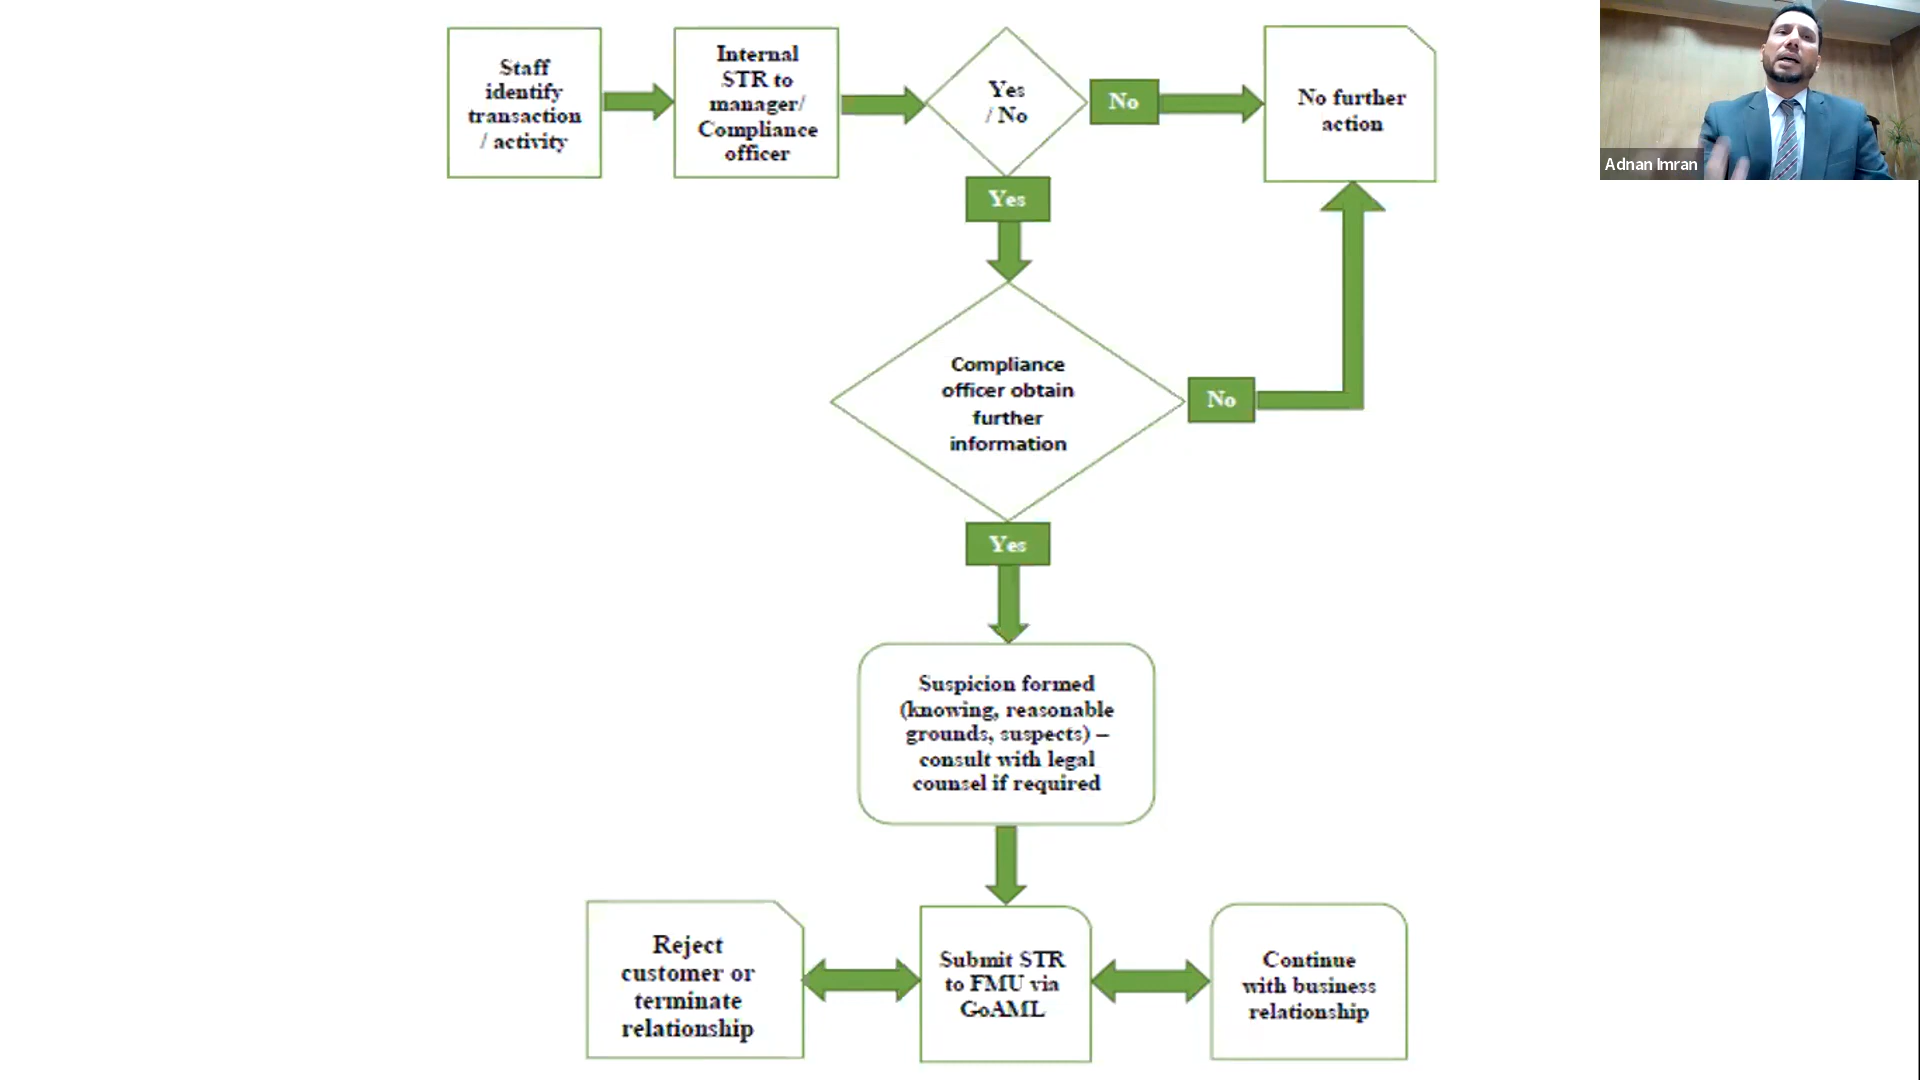 Staff
identify
transaction
/ activity
Internal
STR to
manager/
Compliance
officer
Yes
/ No
No
No further
action
Adnan Imran
Yes
Compliance
officer obtain
further
information
No
Yes
Suspicion formed
(knowing, reasonable
grounds, suspects) –
consult with legal
counsel if required
Reject
customer or
terminate
relationship
Submit STR
to FMU via
GoAML
Continue
with business
relationship